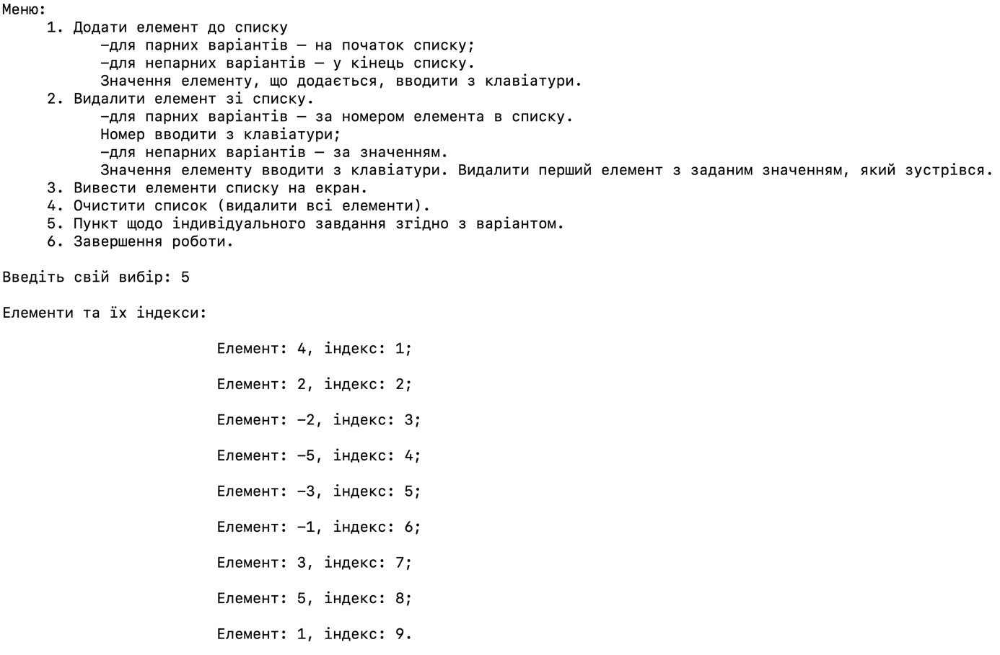 Меню:
1. Додати елемент до списку
–для парних варіантів — на початок списку;
–для непарних варіантів — у кінець списку.
Значення елементу, що додається, вводити з клавіатури.
2. Видалити елемент зі списку.
–для парних варіантів — за номером елемента в списку.
Номер вводити з клавіатури;
–для непарних варіантів — за значенням.
Значення елементу вводити з клавіатури. Видалити перший елемент з заданим значенням, який зустрівся.
3. Вивести елементи списку на екран.
4. Очистити список (видалити всі елементи).
5. Пункт щодо індивідуального завдання згідно з варіантом.
6. Завершення роботи.
Введіть свій вибір: 5
Елементи та їх індекси:
Елемент: 4, індекс: 1;
Елемент: 2, індекс: 2;
Елемент: –2, індекс: 3;
Елемент: –5, індекс: 4;
Елемент: –3, індекс: 5;
Елемент: –1, індекс: 6;
Елемент: 3, індекс: 7;
Елемент: 5, індекс: 8;
Елемент: 1, індекс: 9.